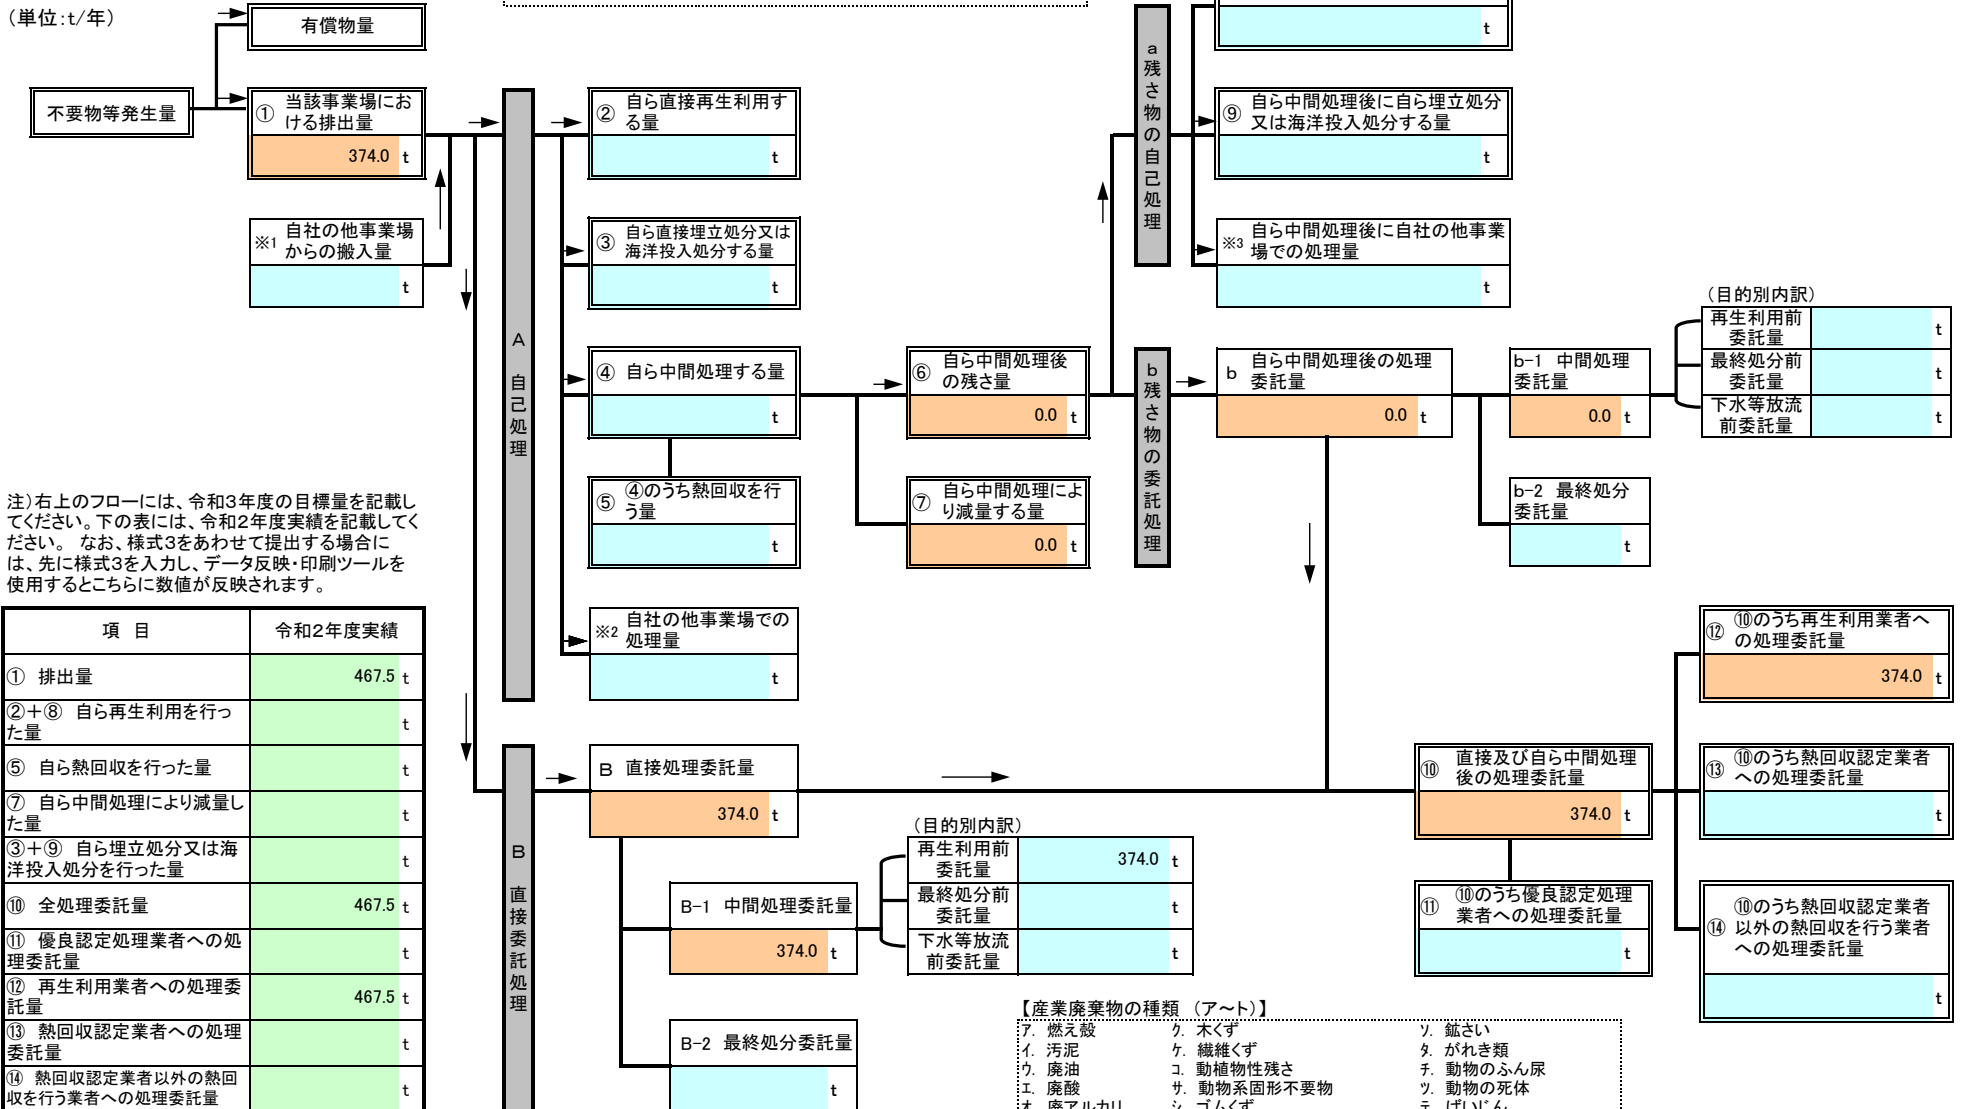 （単位：t/年）
有償物量
t
不要物等発生量
① 当該事業場にお
ける排出量
374.0 t
※1 自社の他事業場
からの搬入量
t
A 自己処理
② 自ら直接再生利用す
る量
t
③ 自ら直接埋立処分又は
海洋投入処分する量
t
④ 自ら中間処理する量
t
⑤ ④のうち熱回収を行
う量
t
※2 自社の他事業場での
処理量
t
⑥ 自ら中間処理後
の残さ量
0.0 t
⑦ 自ら中間処理によ
り減量する量
0.0 t
a 残さ物の自己処理
⑨ 自ら中間処理後に自ら埋立処分
又は海洋投入処分する量
t
※3 自ら中間処理後に自社の他事業
場での処理量
t
b 残さ物の委託処理
b 自ら中間処理後の処理
委託量
0.0 t
b-1 中間処理
委託量
0.0 t
b-2 最終処分
委託量
t
（目的別内訳）
再生利用前
委託量
t
最終処分前
委託量
t
下水等放流
前委託量
t
注）右上のフローには、令和3年度の目標量を記載し
てください。下の表には、令和２年度実績を記載してく
ださい。 なお、様式３をあわせて提出する場合に
は、先に様式３を入力し、データ反映・印刷ツールを
使用するとこちらに数値が反映されます。
項 目 令和２年度実績
① 排出量 467.5 t
②＋⑧ 自ら再生利用を行っ
た量
t
⑤ 自ら熱回収を行った量 t
⑦ 自ら中間処理により減量し
た量
t
③＋⑨ 自ら埋立処分又は海
洋投入処分を行った量
t
⑩ 全処理委託量 467.5 t
⑪ 優良認定処理業者への処
理委託量
t
⑫ 再生利用業者への処理委
託量
467.5 t
⑬ 熱回収認定業者への処理
委託量
t
⑭ 熱回収認定業者以外の熱回
収を行う業者への処理委託量
t
B 直接委託処理
B 直接処理委託量
374.0 t
B-1 中間処理委託量
374.0 t
B-2 最終処分委託量
t
（目的別内訳）
再生利用前
委託量
374.0 t
最終処分前
委託量
t
下水等放流
前委託量
t
⑩ 直接及び自ら中間処理
後の処理委託量
374.0 t
⑪ ⑩のうち優良認定処理
業者への処理委託量
t
⑫ ⑩のうち再生利用業者へ
の処理委託量
374.0 t
⑬ ⑩のうち熱回収認定業者
への処理委託量
t
⑭ ⑩のうち熱回収認定業者
以外の熱回収を行う業者
への処理委託量
t
【産業廃棄物の種類 （ア～ト）】
ア. 燃え殻 ク. 木くず ソ. 鉱さい
イ. 汚泥 ケ. 繊維くず タ. がれき類
ウ. 廃油 コ. 動植物性残さ チ. 動物のふん尿
エ. 廃酸 サ. 動物系固形不要物 ツ. 動物の死体
オ. 廃アルカリ シ. ゴムくず テ. ばいじん